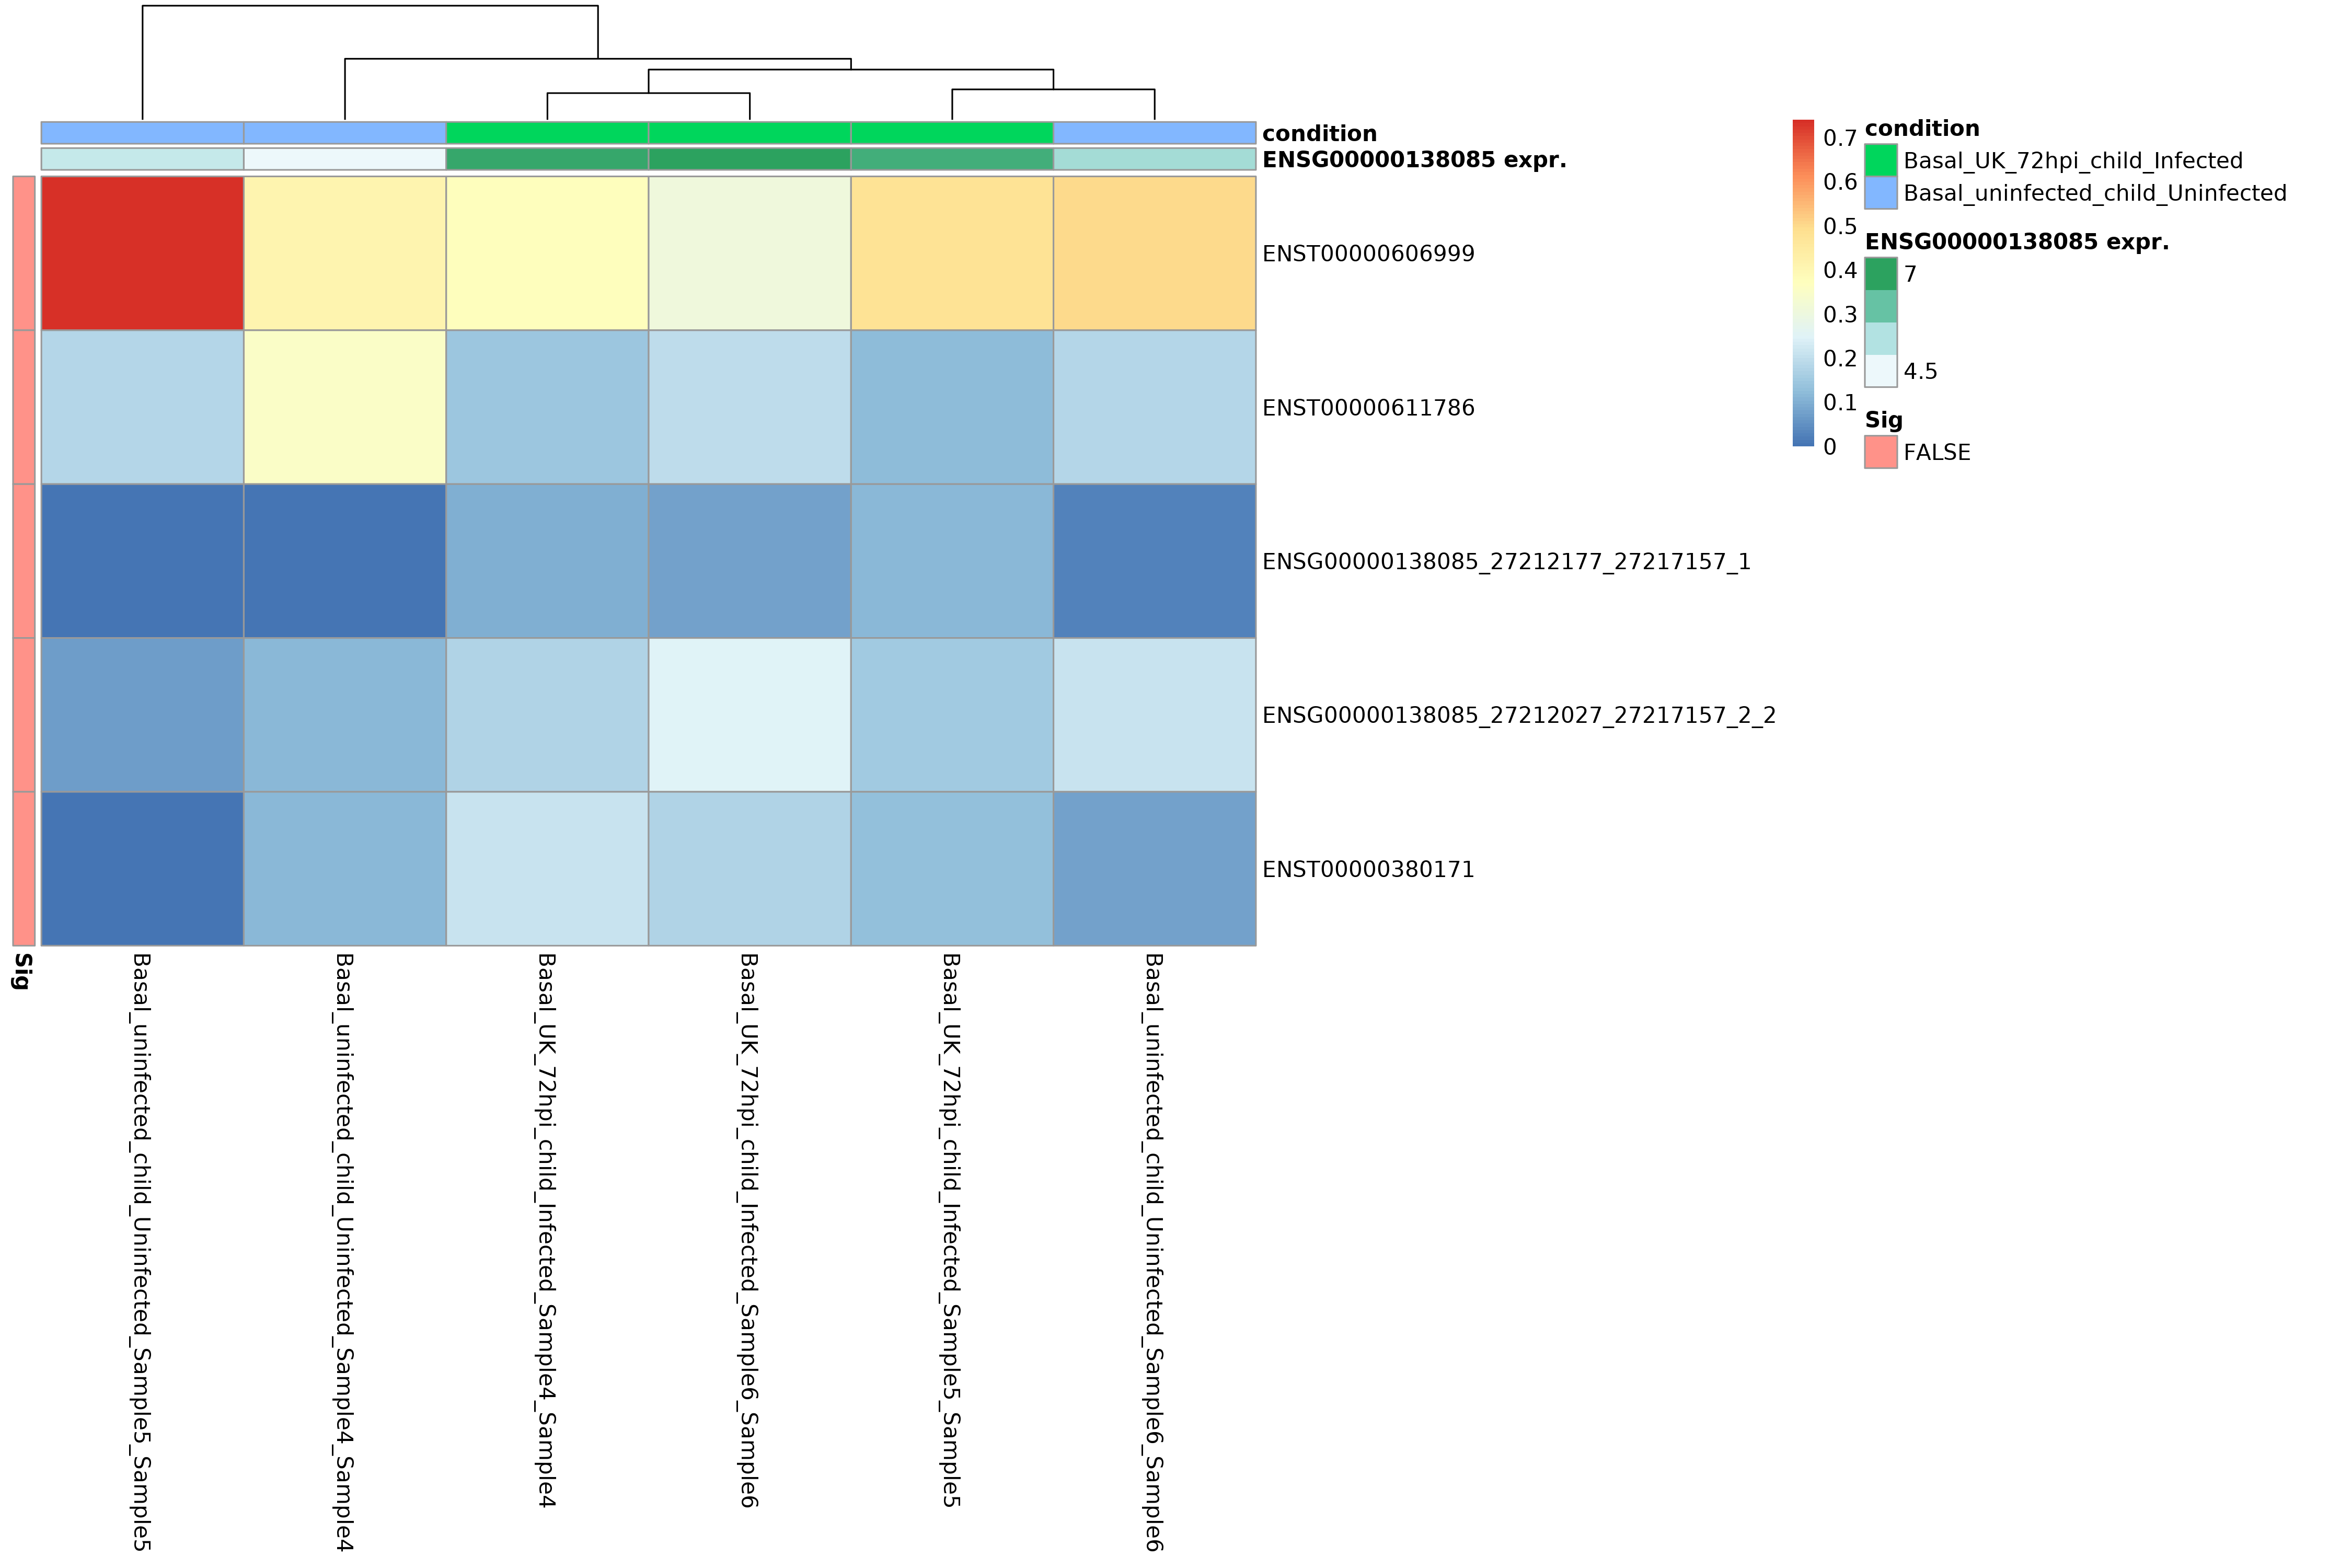 condition
ENSG00000138085 expr.
ENST00000606999
ENST00000611786
ENSG00000138085_27212177_27217157_1
ENSG00000138085_27212027_27217157_2_2
ENST00000380171
Sig
Basal_uninfected_child_Uninfected_Sample5_Sample5
Basal_uninfected_child_Uninfected_Sample4_Sample4
Basal_UK_72hpi_child_Infected_Sample4_Sample4
Basal_UK_72hpi_child_Infected_Sample6_Sample6
Basal_UK_72hpi_child_Infected_Sample5_Sample5
Basal_uninfected_child_Uninfected_Sample6_Sample6
0.7
0.6
0.5
0.4
0.3
0.2
0.1
0
condition
Basal_UK_72hpi_child_Infected
Basal_uninfected_child_Uninfected
ENSG00000138085 expr.
7
4.5
Sig
FALSE